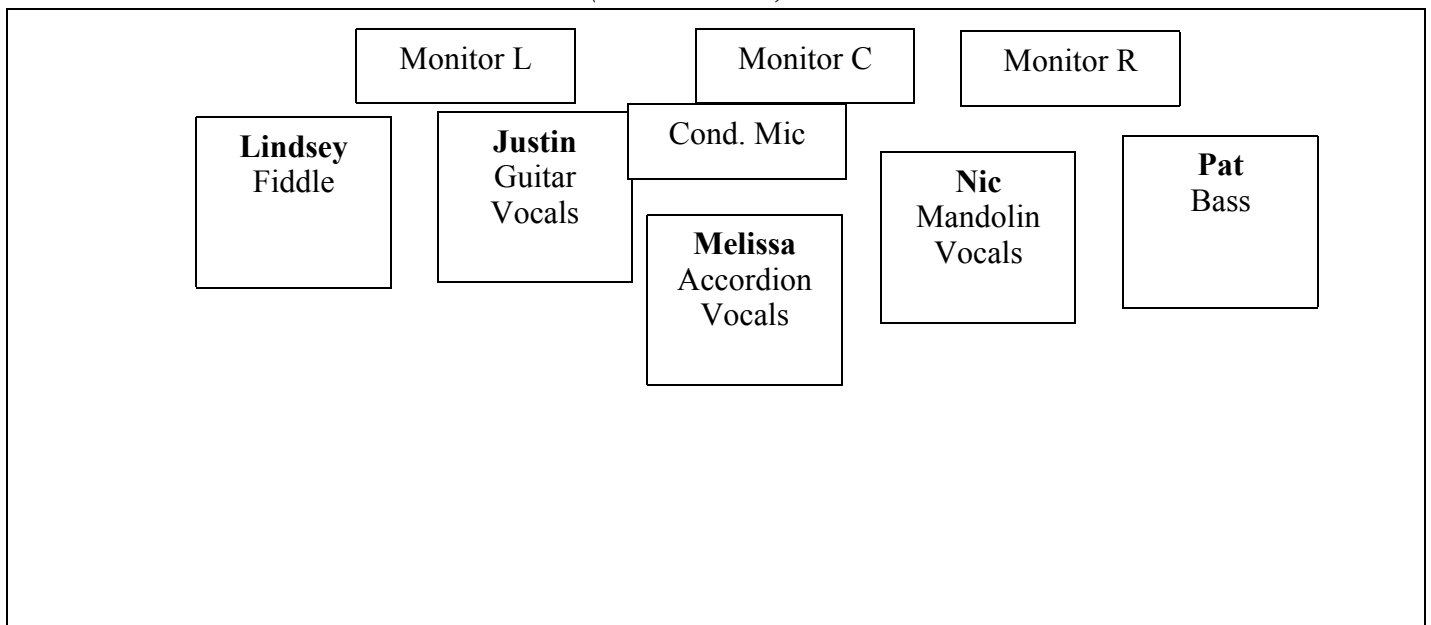 Monitor L
Monitor C
Monitor R
Lindsey
Fiddle
Justin
Guitar
Vocals
Cond. Mic
Melissa
Accordion
Vocals
Nic
Mandolin
Vocals
Pat
Bass